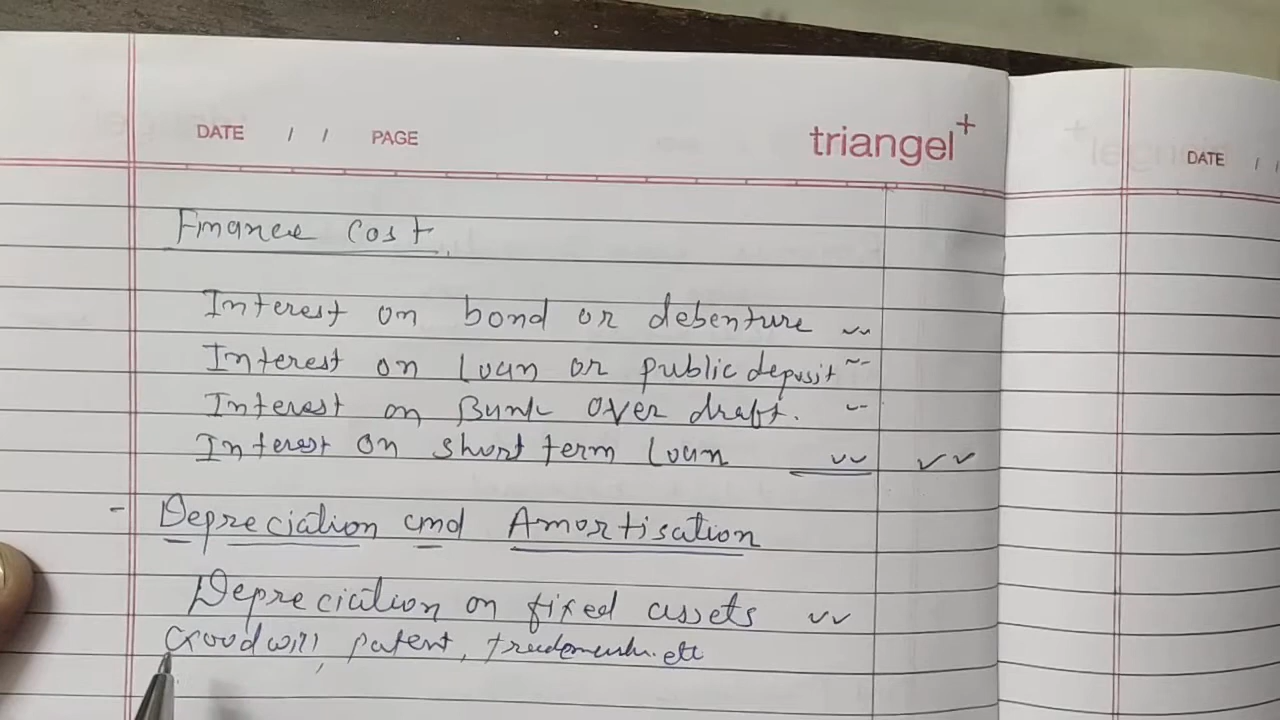 DATE / / PAGE triangel+
DATE / /
Finance cost
Interest on bond or debenture
Interest on Loan or public deposit
Interest on Bank over draft.
Interest on short term Loan
- Depreciation and Amortisation
Depreciation on fixed assets
Goodwill, patent, trademark. etc